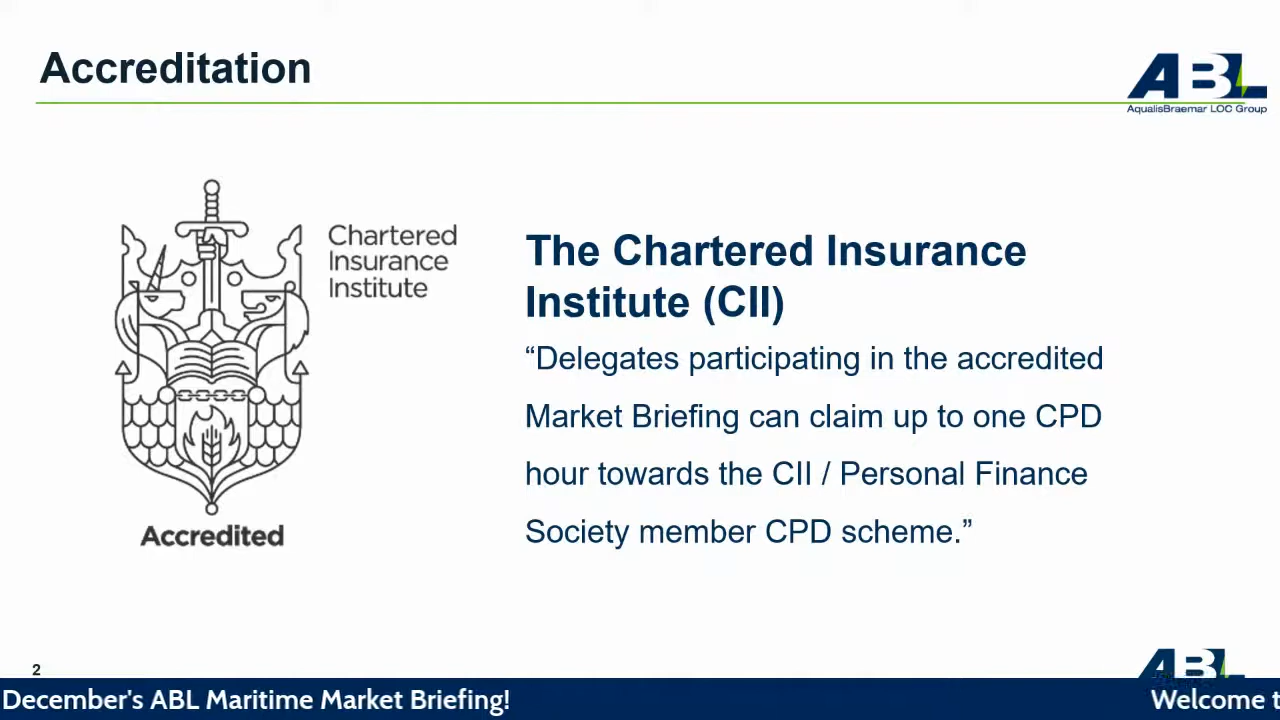 Accreditation
ABL
AqualisBraemar LOC Group
Chartered
Insurance
Institute
Accredited
The Chartered Insurance
Institute (CII)
“Delegates participating in the accredited
Market Briefing can claim up to one CPD
hour towards the CII / Personal Finance
Society member CPD scheme.”
2
ABL
December's ABL Maritime Market Briefing!
Welcome t